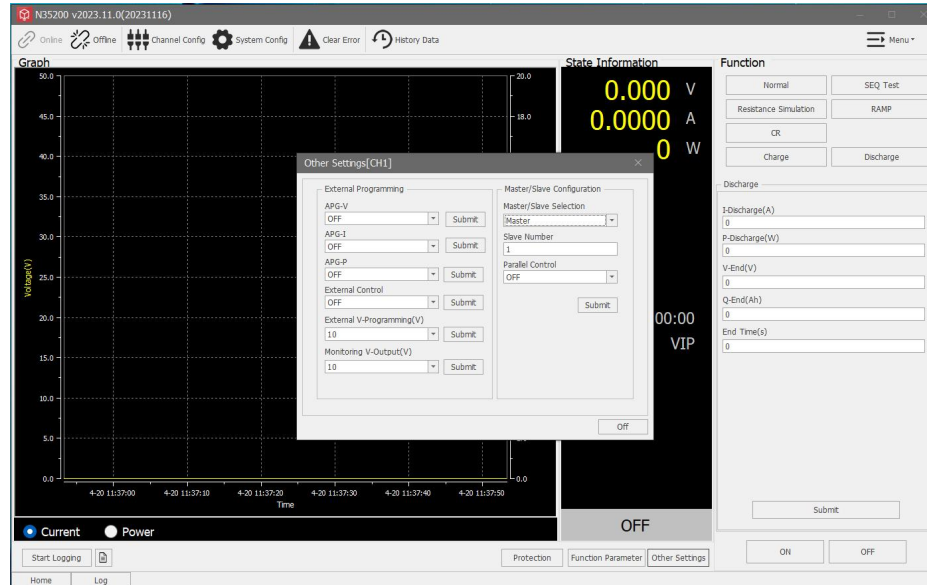 N35200 v2023.11.0(20231116)
Online Offline Channel Config System Config Clear Error History Data Menu
Graph
50.0
45.0
40.0
35.0
30.0
25.0
20.0
15.0
10.0
5.0
0.0
Voltage(V)
20.0
18.0
0.0
4-20 11:37:00 4-20 11:37:10 4-20 11:37:20 4-20 11:37:30 4-20 11:37:40 4-20 11:37:50
Time
Current Power
State Information
0.000 V
0.0000 A
0 W
00:00
VIP
OFF
Other Settings[CH1]
External Programming
APG-V
OFF Submit
APG-I
OFF Submit
APG-P
OFF Submit
External Control
OFF Submit
External V-Programming(V)
10 Submit
Monitoring V-Output(V)
10 Submit
Master/Slave Configuration
Master/Slave Selection
Master
Slave Number
1
Parallel Control
OFF
Submit
Off
Function
Normal SEQ Test
Resistance Simulation RAMP
CR
Charge Discharge
Discharge
I-Discharge(A)
0
P-Discharge(W)
0
V-End(V)
0
Q-End(Ah)
0
End Time(s)
0
Submit
ON OFF
Start Logging Protection Function Parameter Other Settings
Home Log